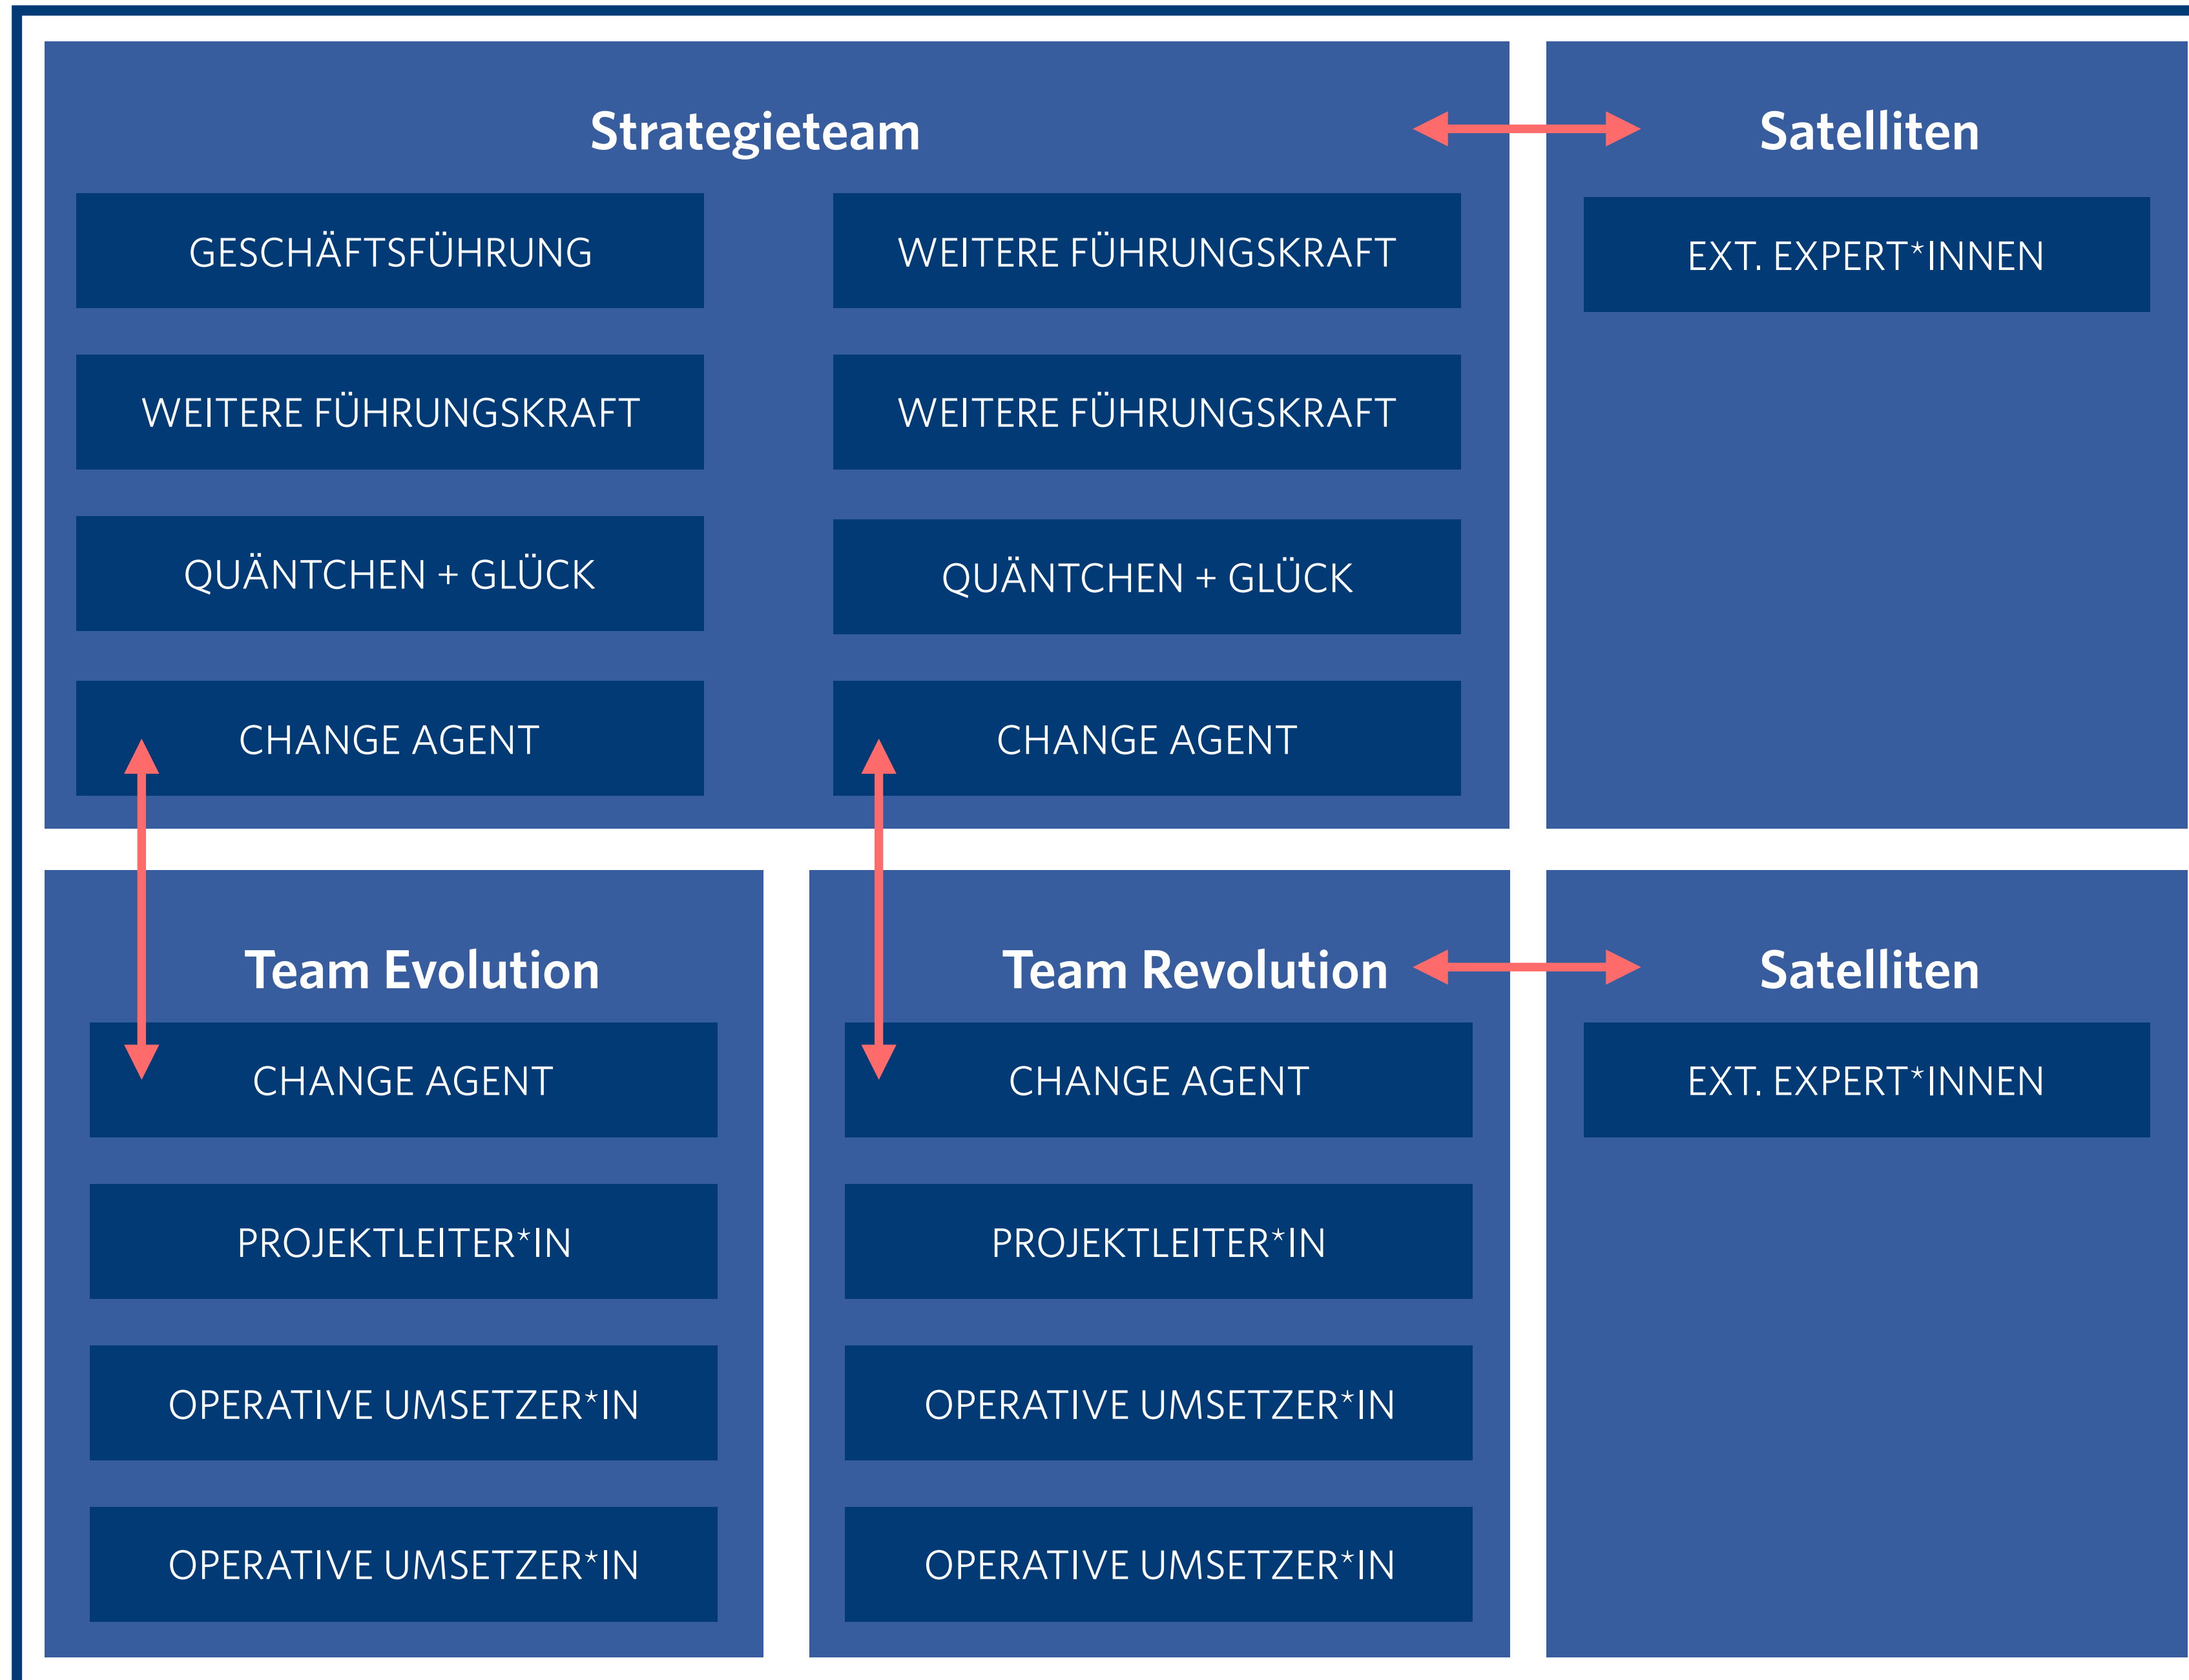 Strategieteam
GESCHÄFTSFÜHRUNG
WEITERE FÜHRUNGSKRAFT
WEITERE FÜHRUNGSKRAFT
WEITERE FÜHRUNGSKRAFT
QUÄNTCHEN + GLÜCK
QUÄNTCHEN + GLÜCK
CHANGE AGENT
CHANGE AGENT
Satelliten
EXT. EXPERT*INNEN
Team Evolution
CHANGE AGENT
PROJEKTLEITER*IN
OPERATIVE UMSETZER*IN
OPERATIVE UMSETZER*IN
Team Revolution
CHANGE AGENT
PROJEKTLEITER*IN
OPERATIVE UMSETZER*IN
OPERATIVE UMSETZER*IN
Satelliten
EXT. EXPERT*INNEN